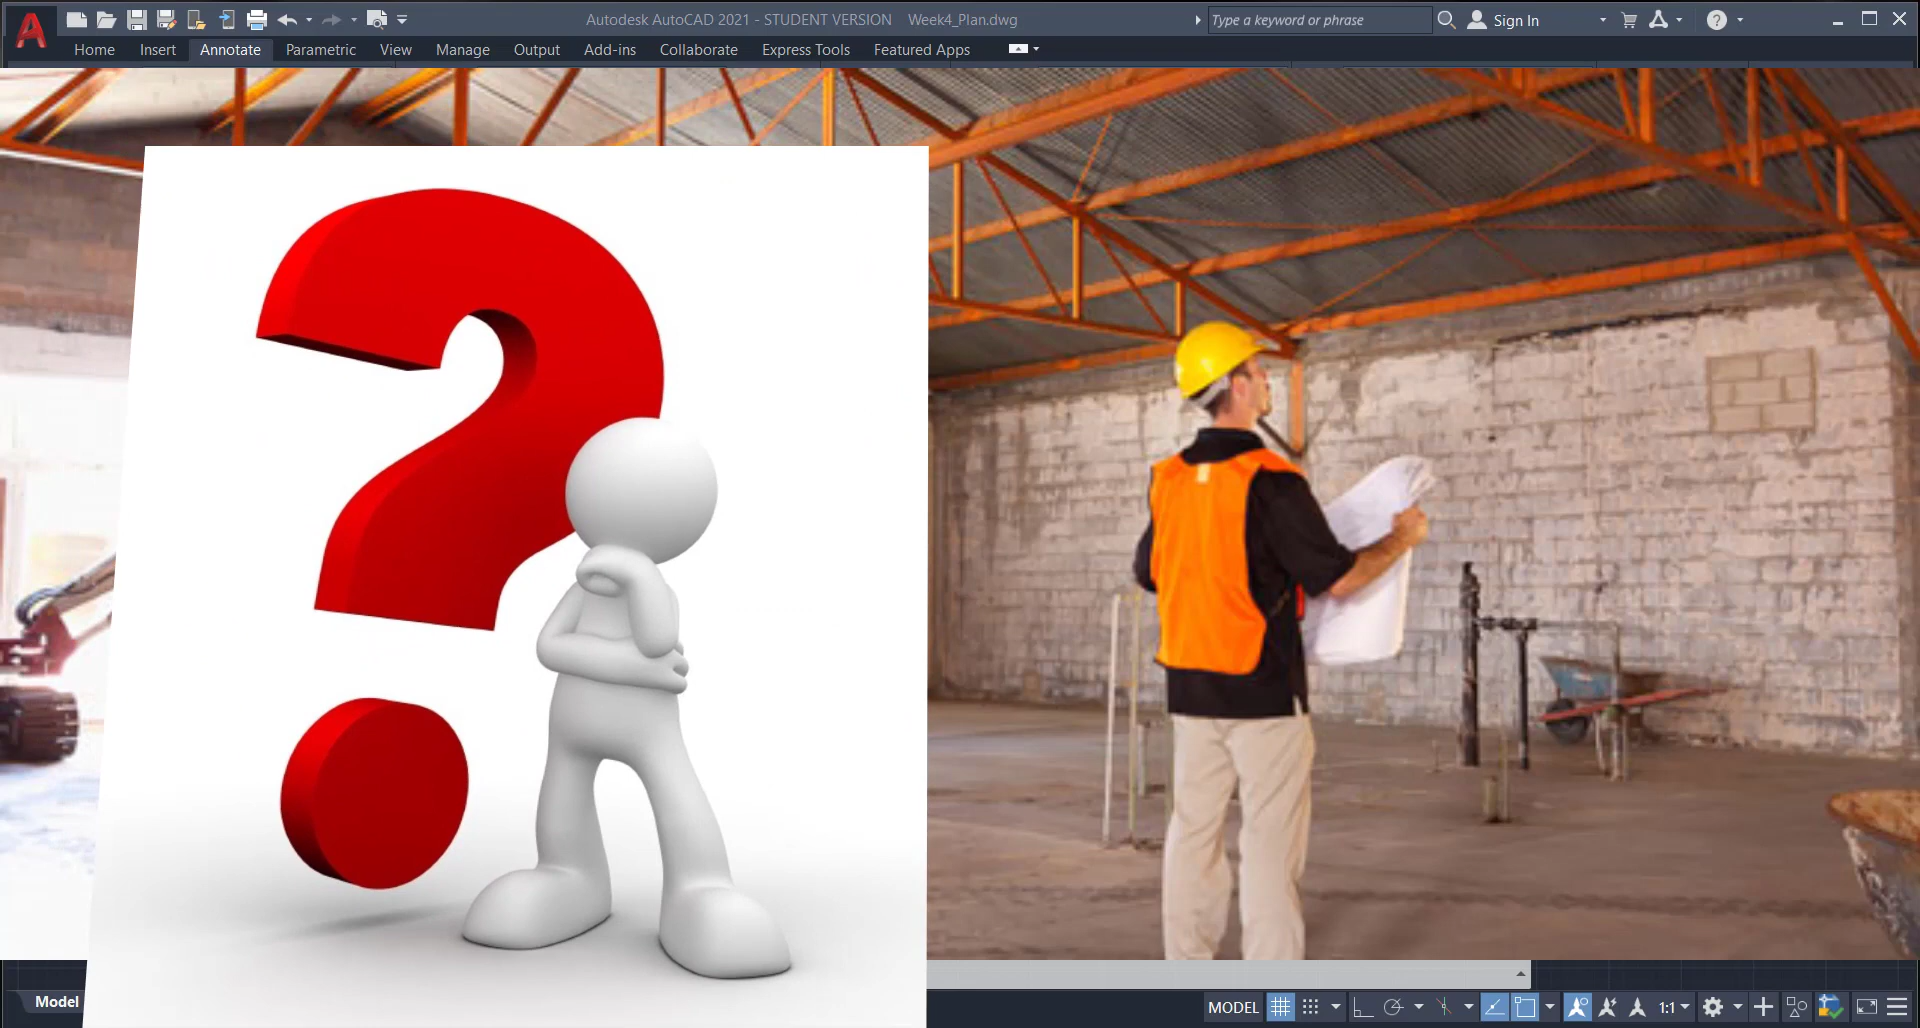 Autodesk AutoCAD 2021 - STUDENT VERSION Week4_Plan.dwg
Type a keyword or phrase
Sign In
Home Insert Annotate Parametric View Manage Output Add-ins Collaborate Express Tools Featured Apps
Model
MODEL
1:1